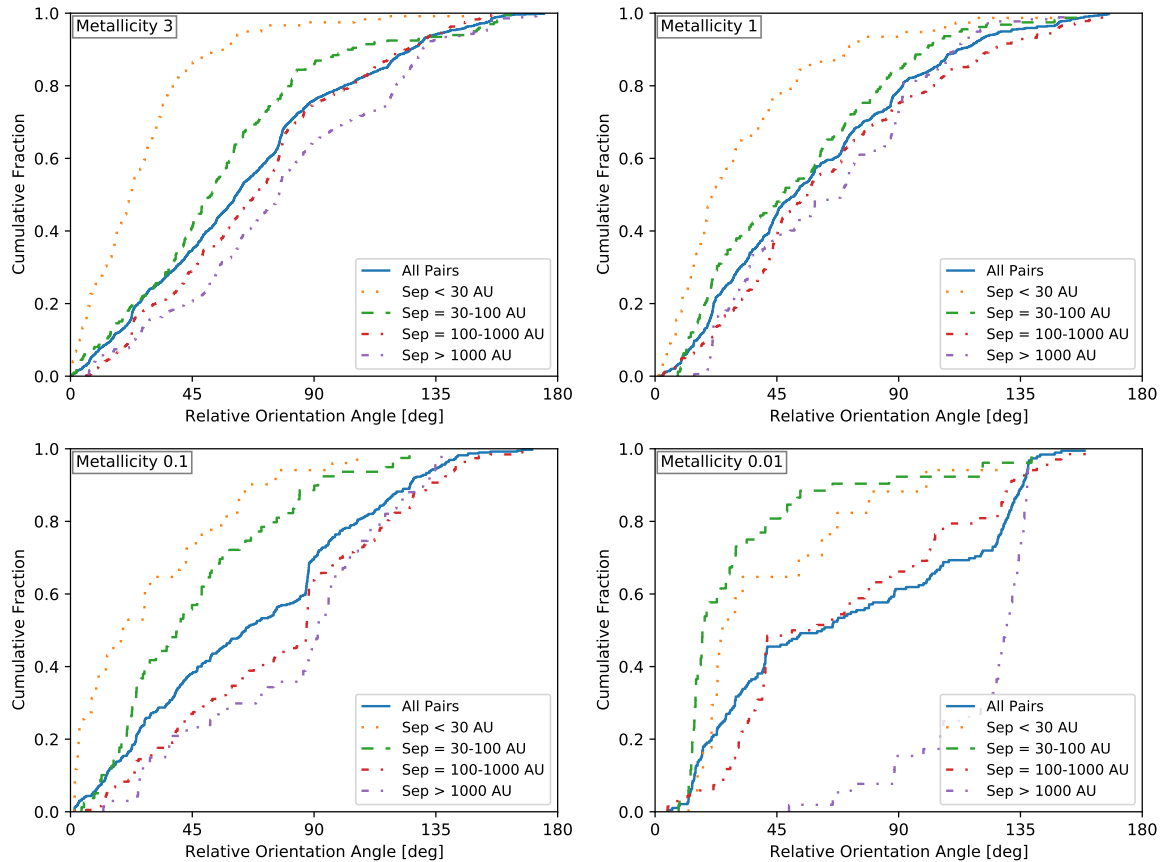 Metallicity 3
1.0
0.8
0.6
0.4
0.2
0.0
Cumulative Fraction
0 45 90 135 180
Relative Orientation Angle [deg]
All Pairs
Sep < 30 AU
Sep = 30-100 AU
Sep = 100-1000 AU
Sep > 1000 AU
Metallicity 1
1.0
0.8
0.6
0.4
0.2
0.0
Cumulative Fraction
0 45 90 135 180
Relative Orientation Angle [deg]
All Pairs
Sep < 30 AU
Sep = 30-100 AU
Sep = 100-1000 AU
Sep > 1000 AU
Metallicity 0.1
1.0
0.8
0.6
0.4
0.2
0.0
Cumulative Fraction
0 45 90 135 180
Relative Orientation Angle [deg]
All Pairs
Sep < 30 AU
Sep = 30-100 AU
Sep = 100-1000 AU
Sep > 1000 AU
Metallicity 0.01
1.0
0.8
0.6
0.4
0.2
0.0
Cumulative Fraction
0 45 90 135 180
Relative Orientation Angle [deg]
All Pairs
Sep < 30 AU
Sep = 30-100 AU
Sep = 100-1000 AU
Sep > 1000 AU